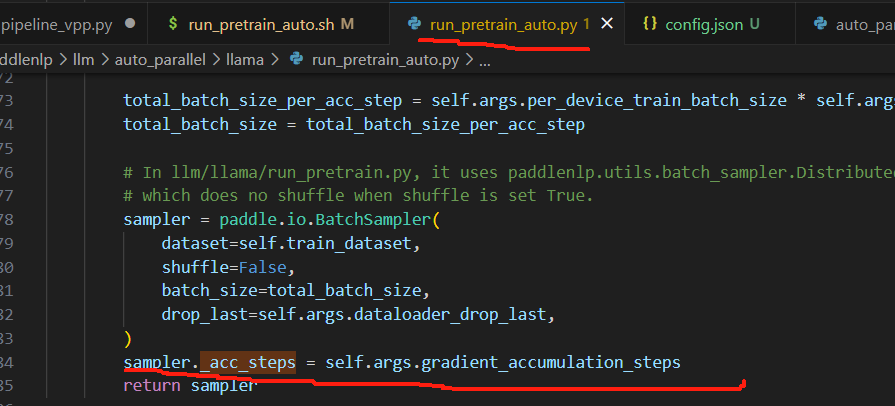 pipeline_vpp.py ● $ run_pretrain_auto.sh M run_pretrain_auto.py 1 × {} config.json U auto_pa
ddlenlp > llm > auto_parallel > llama > run_pretrain_auto.py > ...
72
73 total_batch_size_per_acc_step = self.args.per_device_train_batch_size * self.args
74 total_batch_size = total_batch_size_per_acc_step
75
76 # In llm/llama/run_pretrain.py, it uses paddlenlp.utils.batch_sampler.Distributed
77 # which does no shuffle when shuffle is set True.
78 sampler = paddle.io.BatchSampler(
79 dataset=self.train_dataset,
80 shuffle=False,
81 batch_size=total_batch_size,
82 drop_last=self.args.dataloader_drop_last,
83 )
84 sampler._acc_steps = self.args.gradient_accumulation_steps
85 return sampler